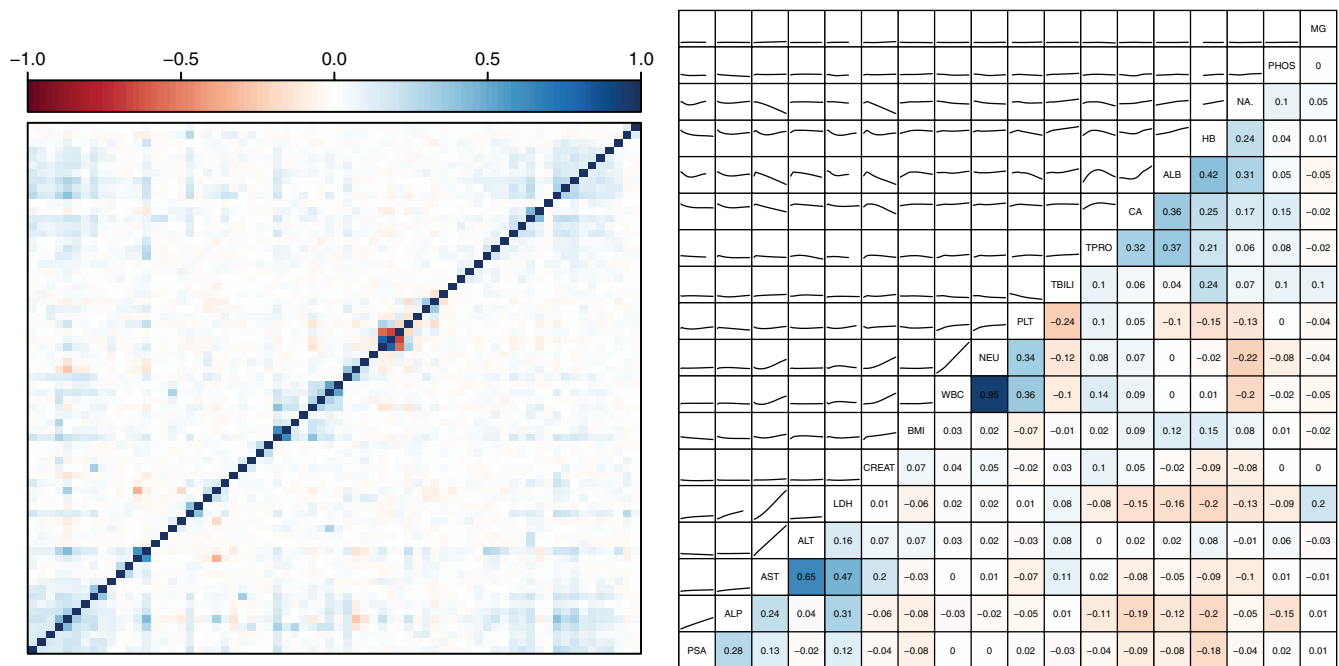 −1.0 −0.5 0.0 0.5 1.0
MG
PHOS 0
NA. 0.1 0.05
HB 0.24 0.04 0.01
ALB 0.42 0.31 0.05 −0.05
CA 0.36 0.25 0.17 0.15 −0.02
TPRO 0.32 0.37 0.21 0.06 0.08 −0.02
TBILI 0.1 0.06 0.04 0.24 0.07 0.1 0.1
PLT −0.24 0.1 0.05 −0.1 −0.15 −0.13 0 −0.04
NEU 0.34 −0.12 0.08 0.07 0 −0.02 −0.22 −0.08 −0.04
WBC 0.95 0.36 −0.1 0.14 0.09 0 0.01 −0.2 −0.02 −0.05
BMI 0.03 0.02 −0.07 −0.01 0.02 0.09 0.12 0.15 0.08 0.01 −0.02
CREAT 0.07 0.04 0.05 −0.02 0.03 0.1 0.05 −0.02 −0.09 −0.08 0 0
LDH 0.01 −0.06 0.02 0.02 0.01 0.08 −0.08 −0.15 −0.16 −0.2 −0.13 −0.09 0.2
ALT 0.16 0.07 0.07 0.03 0.02 −0.03 0.08 0 0.02 0.02 0.08 −0.01 0.06 −0.03
AST 0.65 0.47 0.2 −0.03 0 0.01 −0.07 0.11 0.02 −0.08 −0.05 −0.09 −0.1 0.01 −0.01
ALP 0.24 0.04 0.31 −0.06 −0.08 −0.03 −0.02 −0.05 0.01 −0.11 −0.19 −0.12 −0.2 −0.05 −0.15 0.01
PSA 0.28 0.13 −0.02 0.12 −0.04 −0.08 0 0 0.02 −0.03 −0.04 −0.09 −0.08 −0.18 −0.04 0.02 0.01